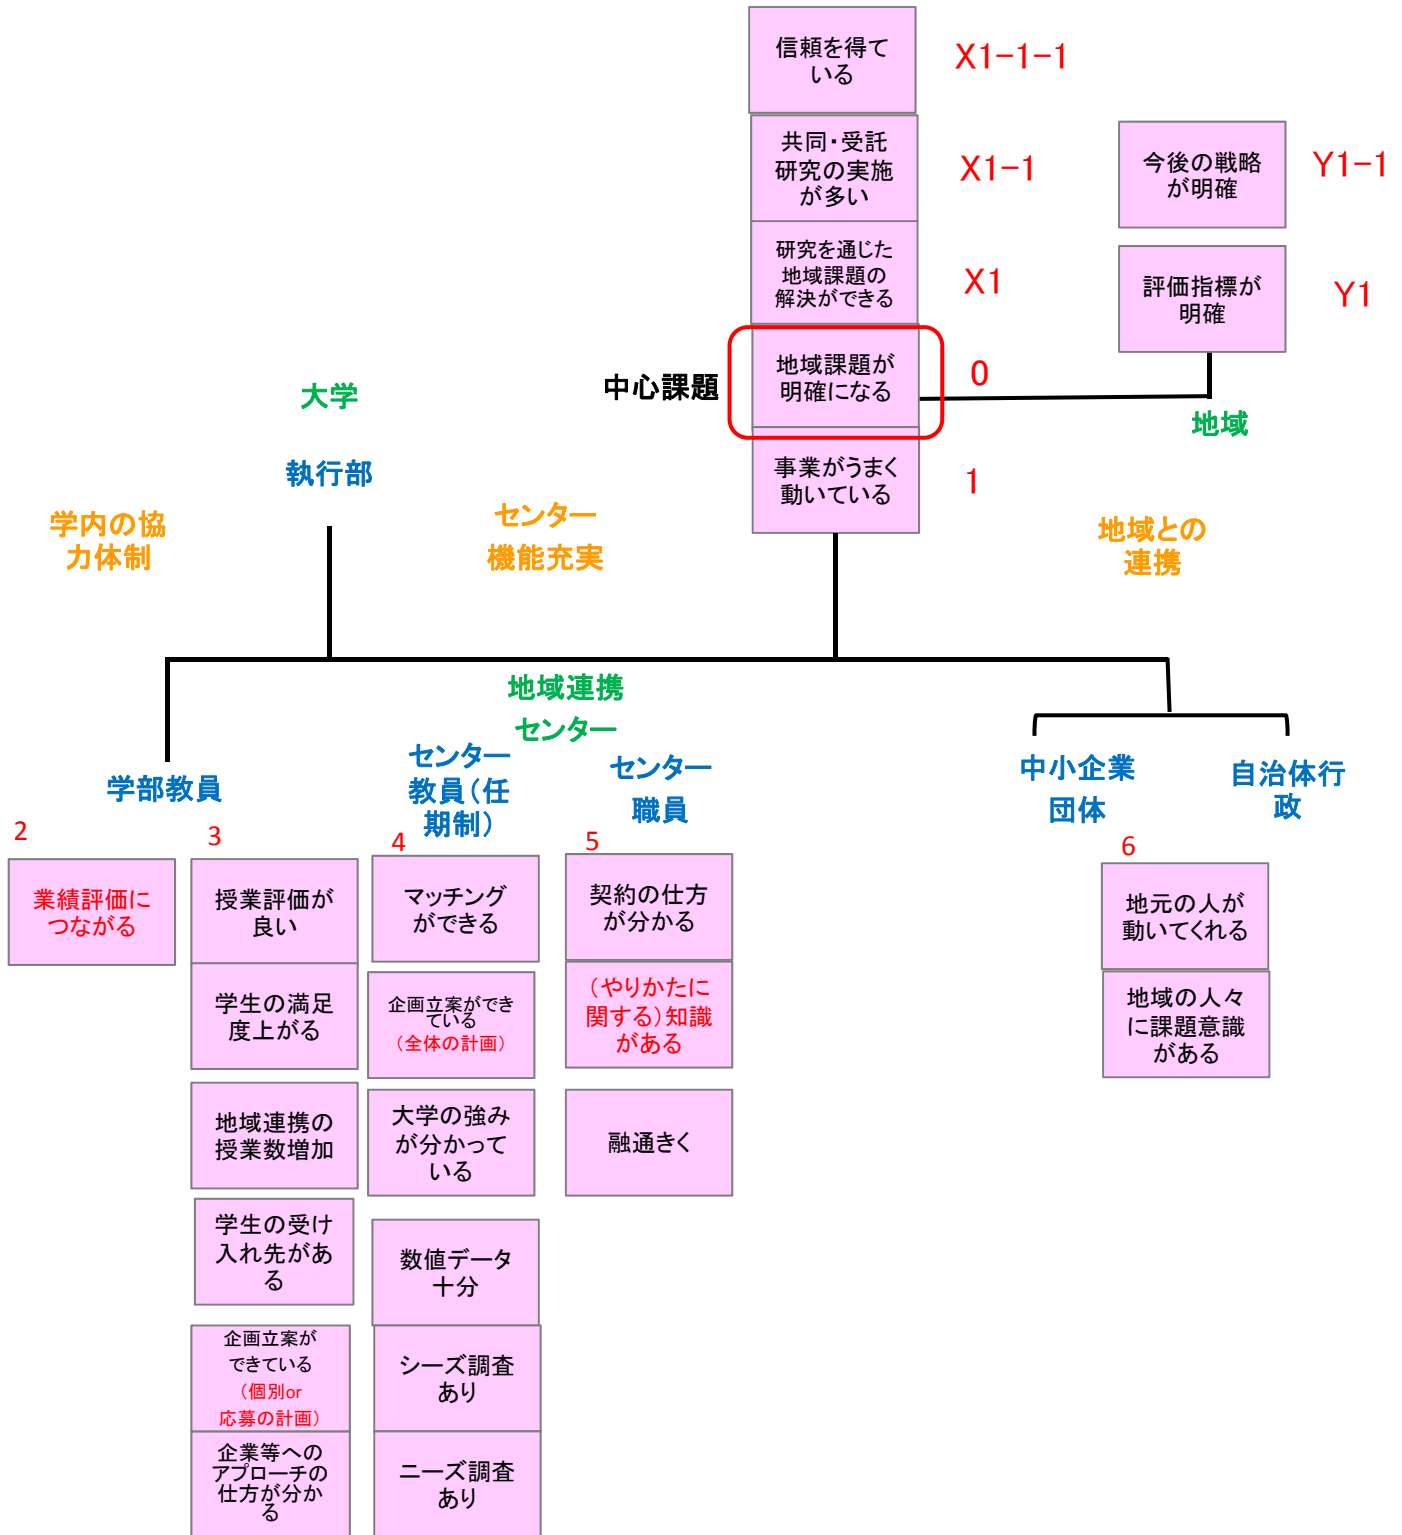 信頼を得て
いる
X1-1-1
共同・受託
研究の実施
が多い
X1-1
今後の戦略
が明確
Y1-1
研究を通じた
地域課題の
解決ができる
X1
評価指標が
明確
Y1
中心課題
地域課題が
明確になる
0
大学
地域
執行部
事業がうまく
動いている
1
学内の協
力体制
センター
機能充実
地域との
連携
地域連携
センター
学部教員
センター
教員(任
期制)
センター
職員
中小企業
団体
自治体行
政
2
業績評価に
つながる
3
授業評価が
良い
学生の満足
度上がる
地域連携の
授業数増加
学生の受け
入れ先があ
る
企画立案が
できている
(個別or
応募の計画)
企業等への
アプローチの
仕方が分か
る
4
マッチング
ができる
企画立案ができ
ている
(全体の計画)
大学の強み
が分かって
いる
数値データ
十分
シーズ調査
あり
ニーズ調査
あり
5
契約の仕方
が分かる
(やりかたに
関する)知識
がある
融通きく
6
地元の人が
動いてくれる
地域の人々
に課題意識
がある